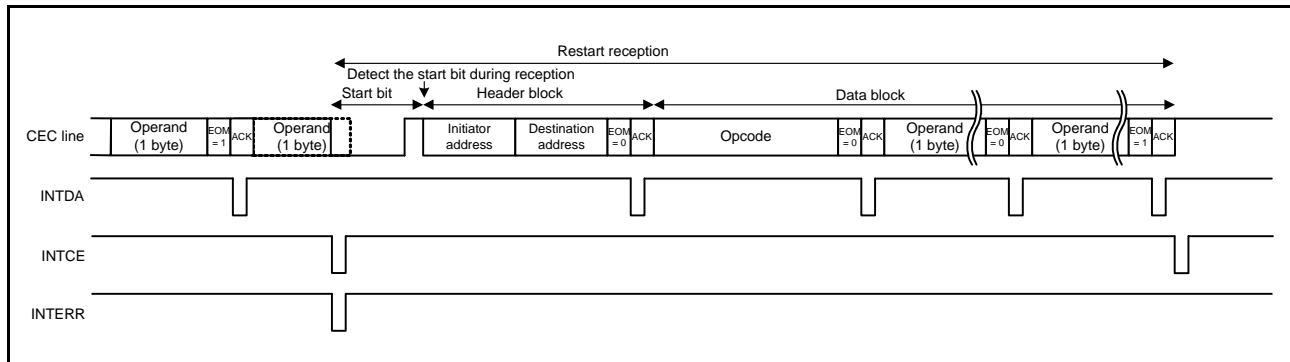 Restart reception
Detect the start bit during reception
Start bit
Header block
Data block
CEC line
Operand
(1 byte)
EOM
= 1
ACK
Operand
(1 byte)
Initiator
address
Destination
address
EOM
= 0
ACK
Opcode
EOM
= 0
ACK
Operand
(1 byte)
EOM
= 0
ACK
Operand
(1 byte)
EOM
= 1
ACK
INTDA
INTCE
INTERR